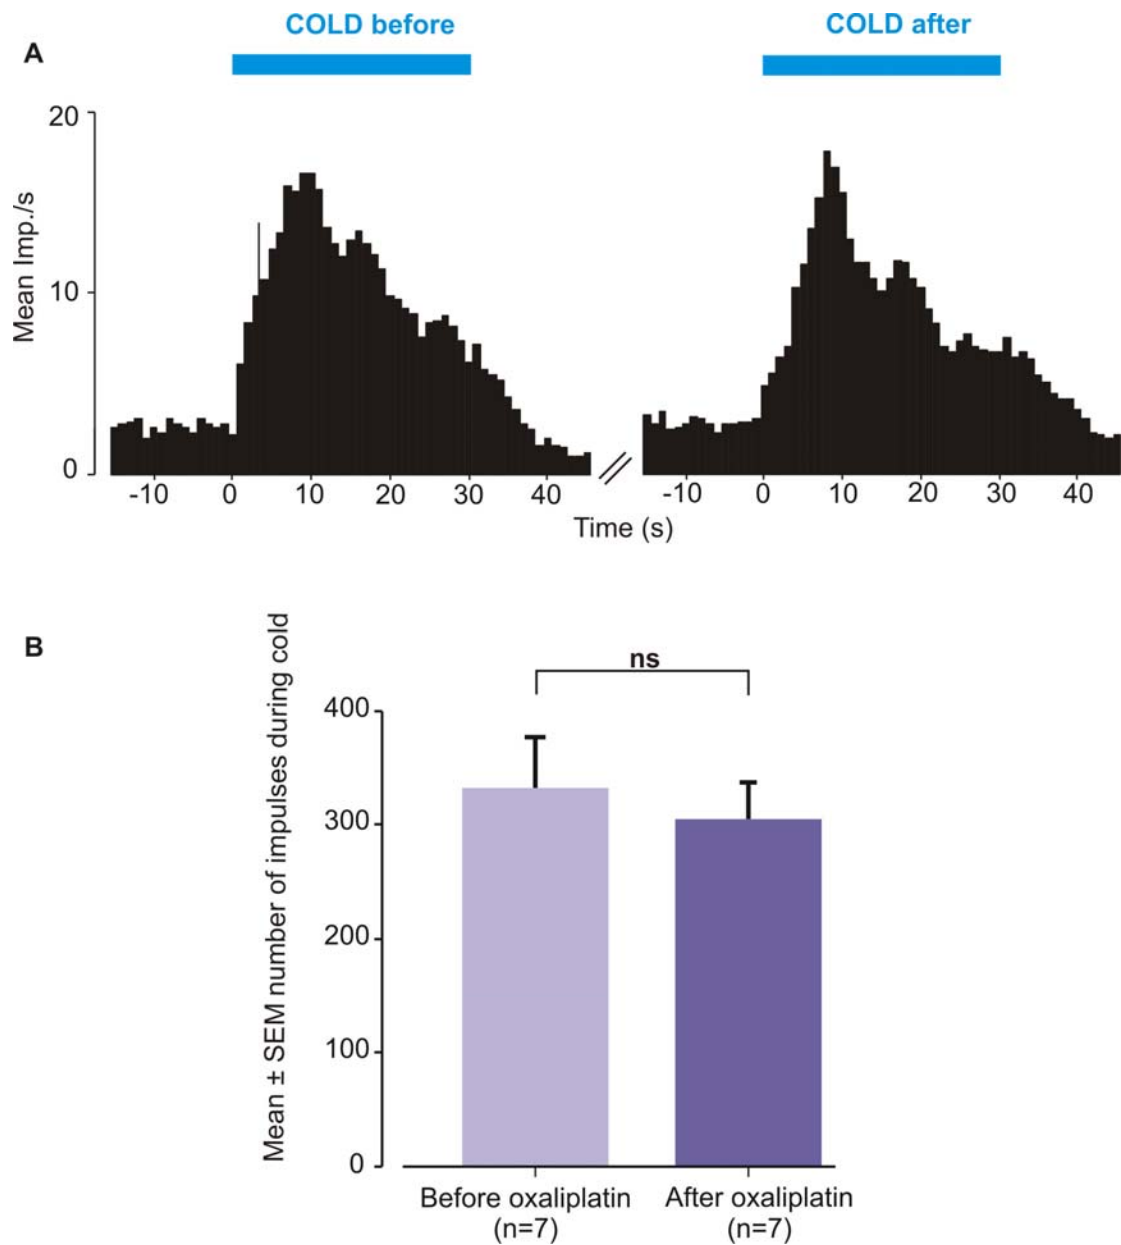 COLD before
COLD after
A
20
10
0
Mean Imp./s
-10 0 10 20 30 40
-10 0 10 20 30 40
Time (s)
B
ns
Mean ± SEM number of impulses during cold
400
300
200
100
0
Before oxaliplatin
(n=7)
After oxaliplatin
(n=7)